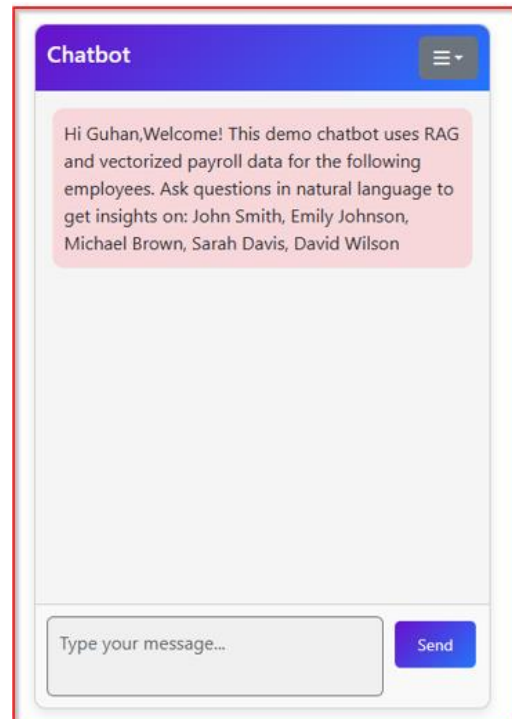 Chatbot
Hi Guhan,Welcome! This demo chatbot uses RAG
and vectorized payroll data for the following
employees. Ask questions in natural language to
get insights on: John Smith, Emily Johnson,
Michael Brown, Sarah Davis, David Wilson
Type your message...
Send